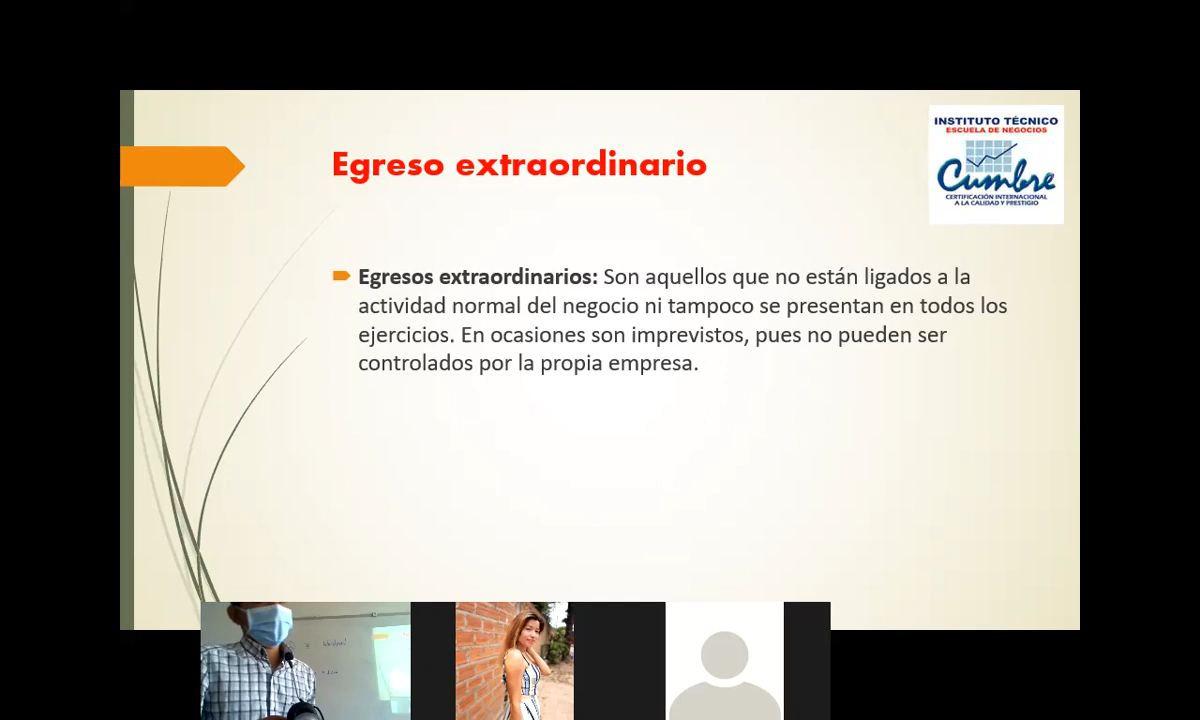 INSTITUTO TÉCNICO
ESCUELA DE NEGOCIOS
Cumbre
CERTIFICACIÓN INTERNACIONAL
A LA CALIDAD Y PRESTIGIO
Egreso extraordinario
Egresos extraordinarios: Son aquellos que no están ligados a la
actividad normal del negocio ni tampoco se presentan en todos los
ejercicios. En ocasiones son imprevistos, pues no pueden ser
controlados por la propia empresa.